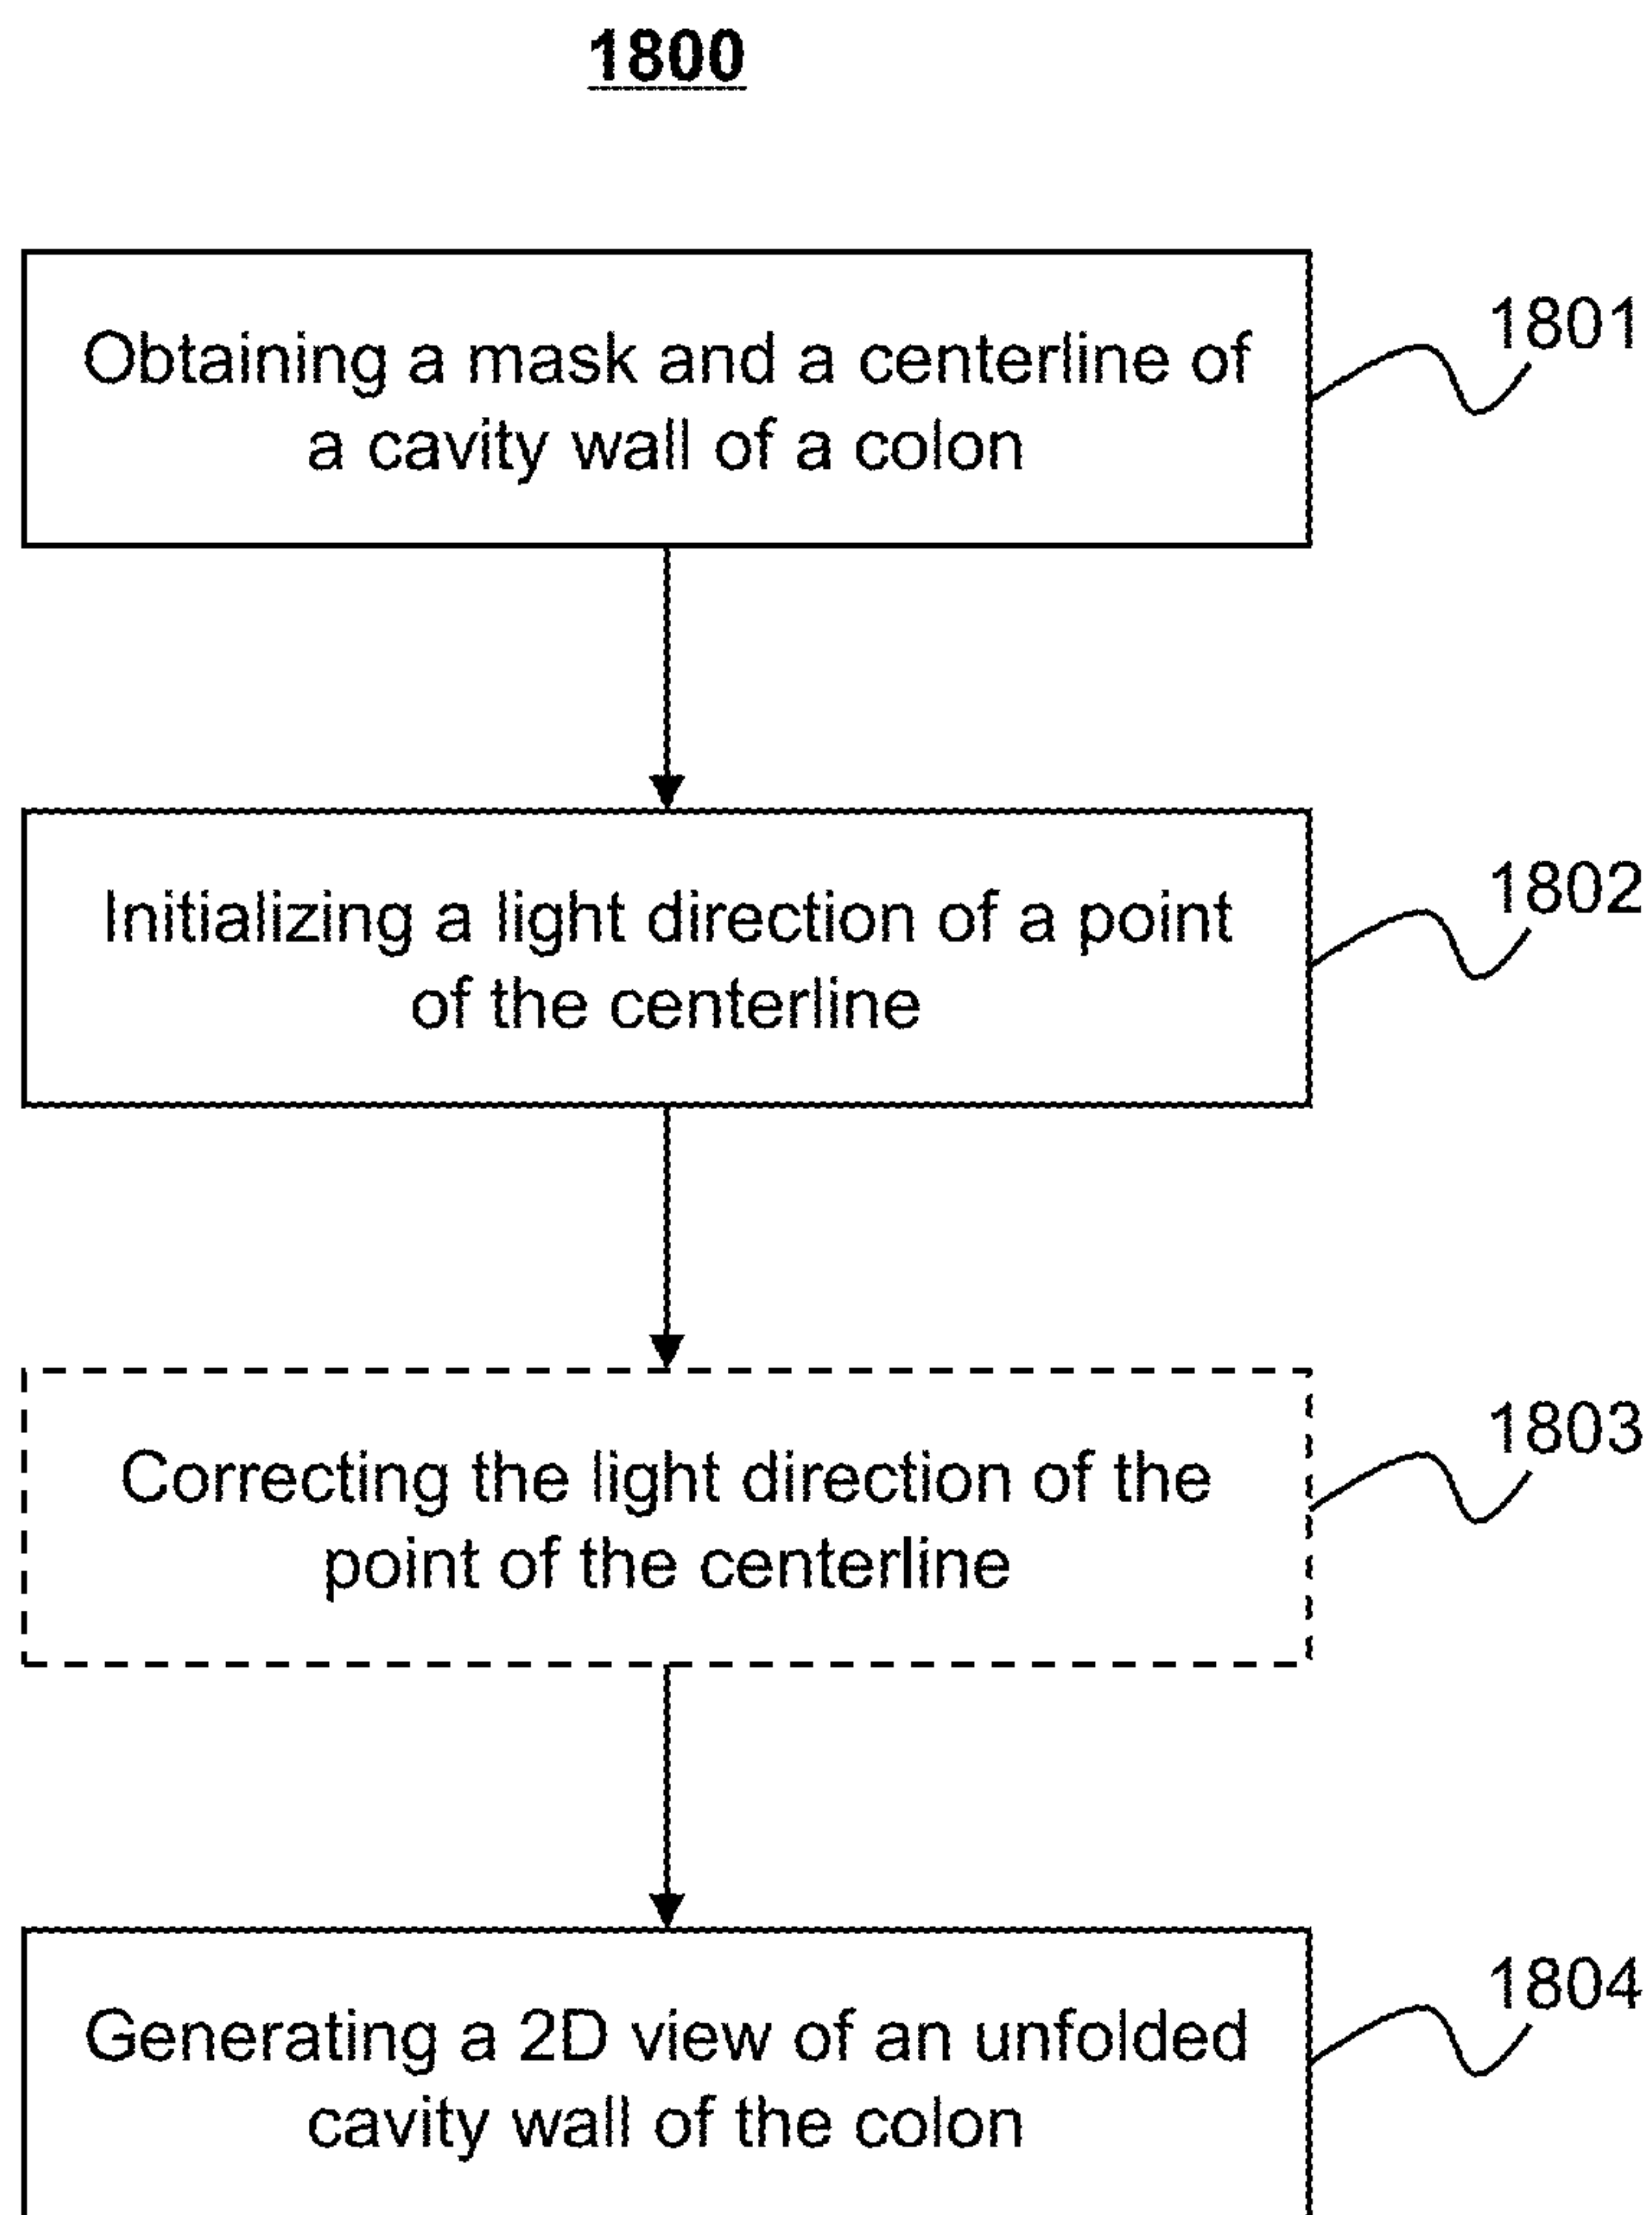 1800
Obtaining a mask and a centerline of
a cavity wall of a colon
1801
Initializing a light direction of a point
of the centerline
1802
Correcting the light direction of the
point of the centerline
1803
Generating a 2D view of an unfolded
cavity wall of the colon
1804